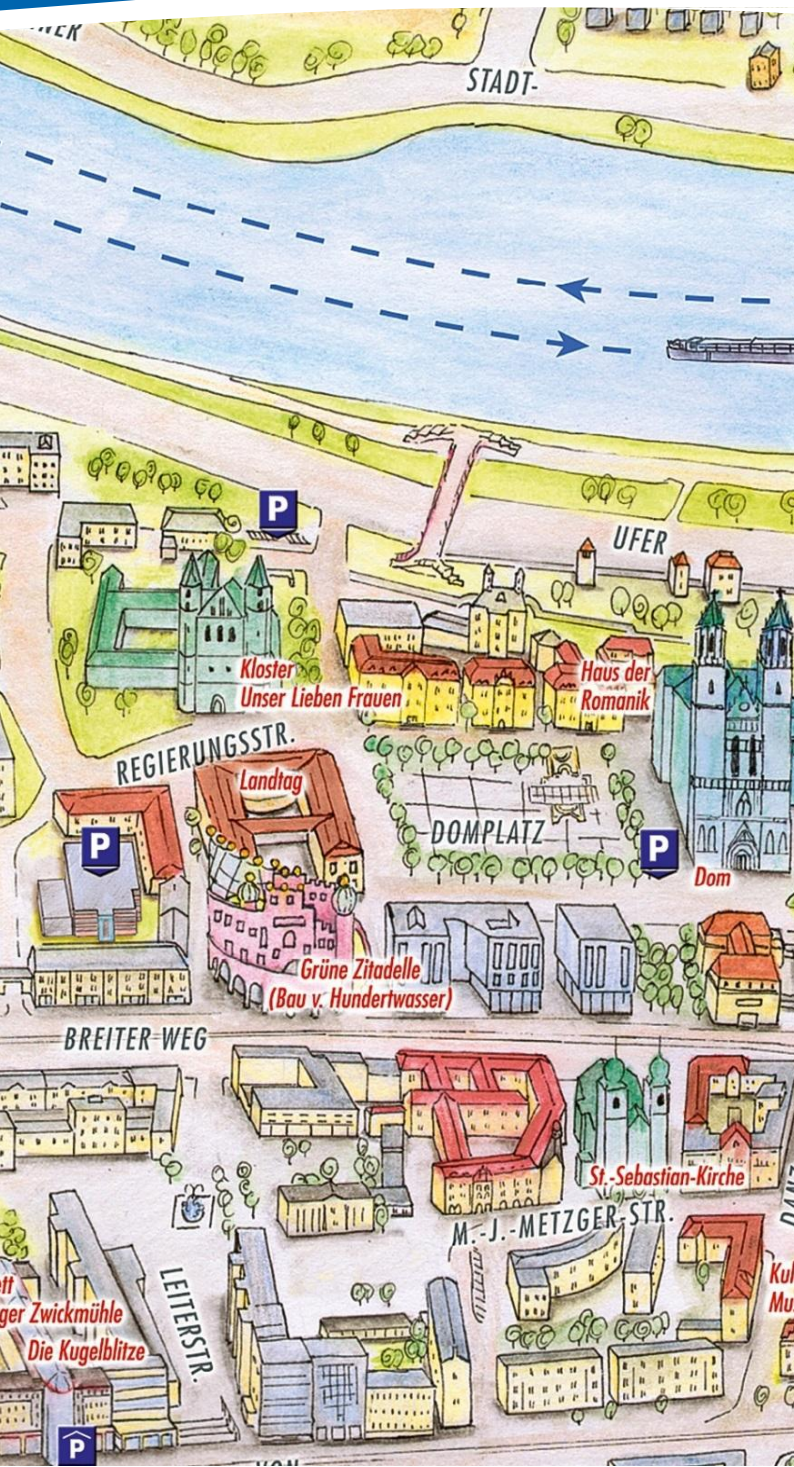 STADT-
P
UFER
Kloster
Unser Lieben Frauen
Haus der
Romanik
REGIERUNGSSTR.
Landtag
DOMPLATZ
P
P
Dom
Grüne Zitadelle
(Bau v. Hundertwasser)
BREITER WEG
St.-Sebastian-Kirche
M.-J.-METZGER-STR.
LEITERSTR.
Zwickmühle
Die Kugelblitze
P
VON